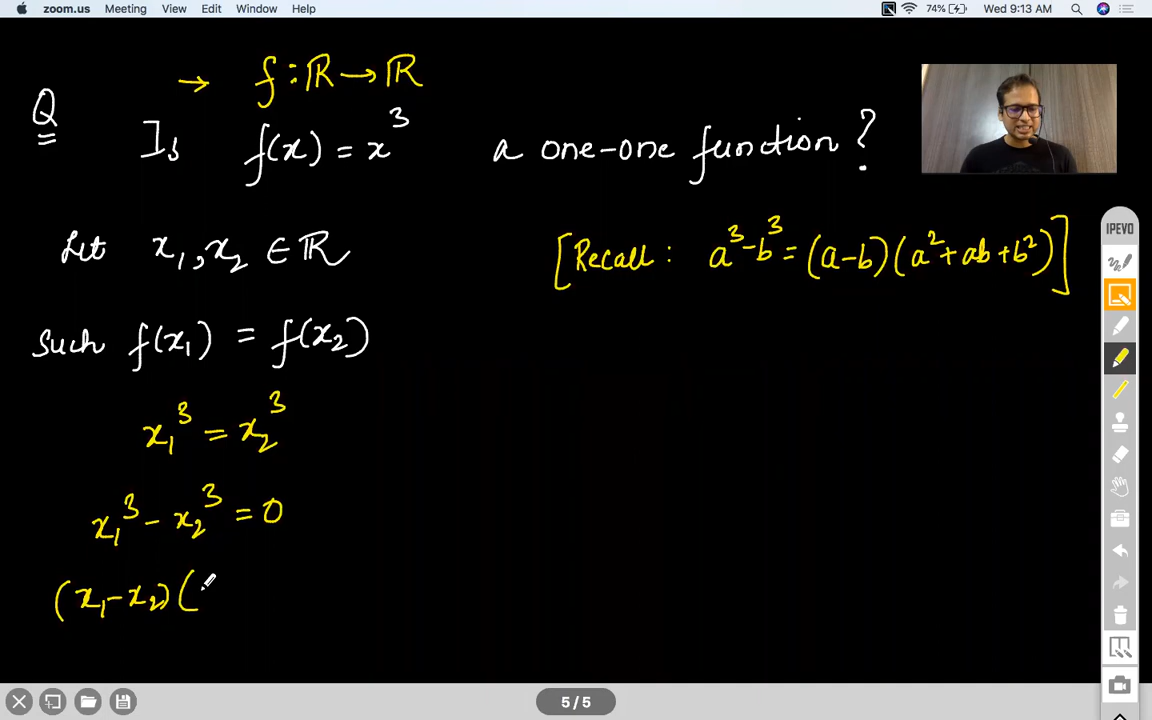 zoom.us Meeting View Edit Window Help 74% Wed 9:13 AM
→ f : ℝ → ℝ
Q Is f(x) = x³ a one-one function ?
Let x₁, x₂ ∈ ℝ [Recall : a³-b³ = (a-b)(a²+ab+b²)]
IPEVO
Such f(x₁) = f(x₂)
x₁³ = x₂³
x₁³ - x₂³ = 0
(x₁-x₂)(
5/5